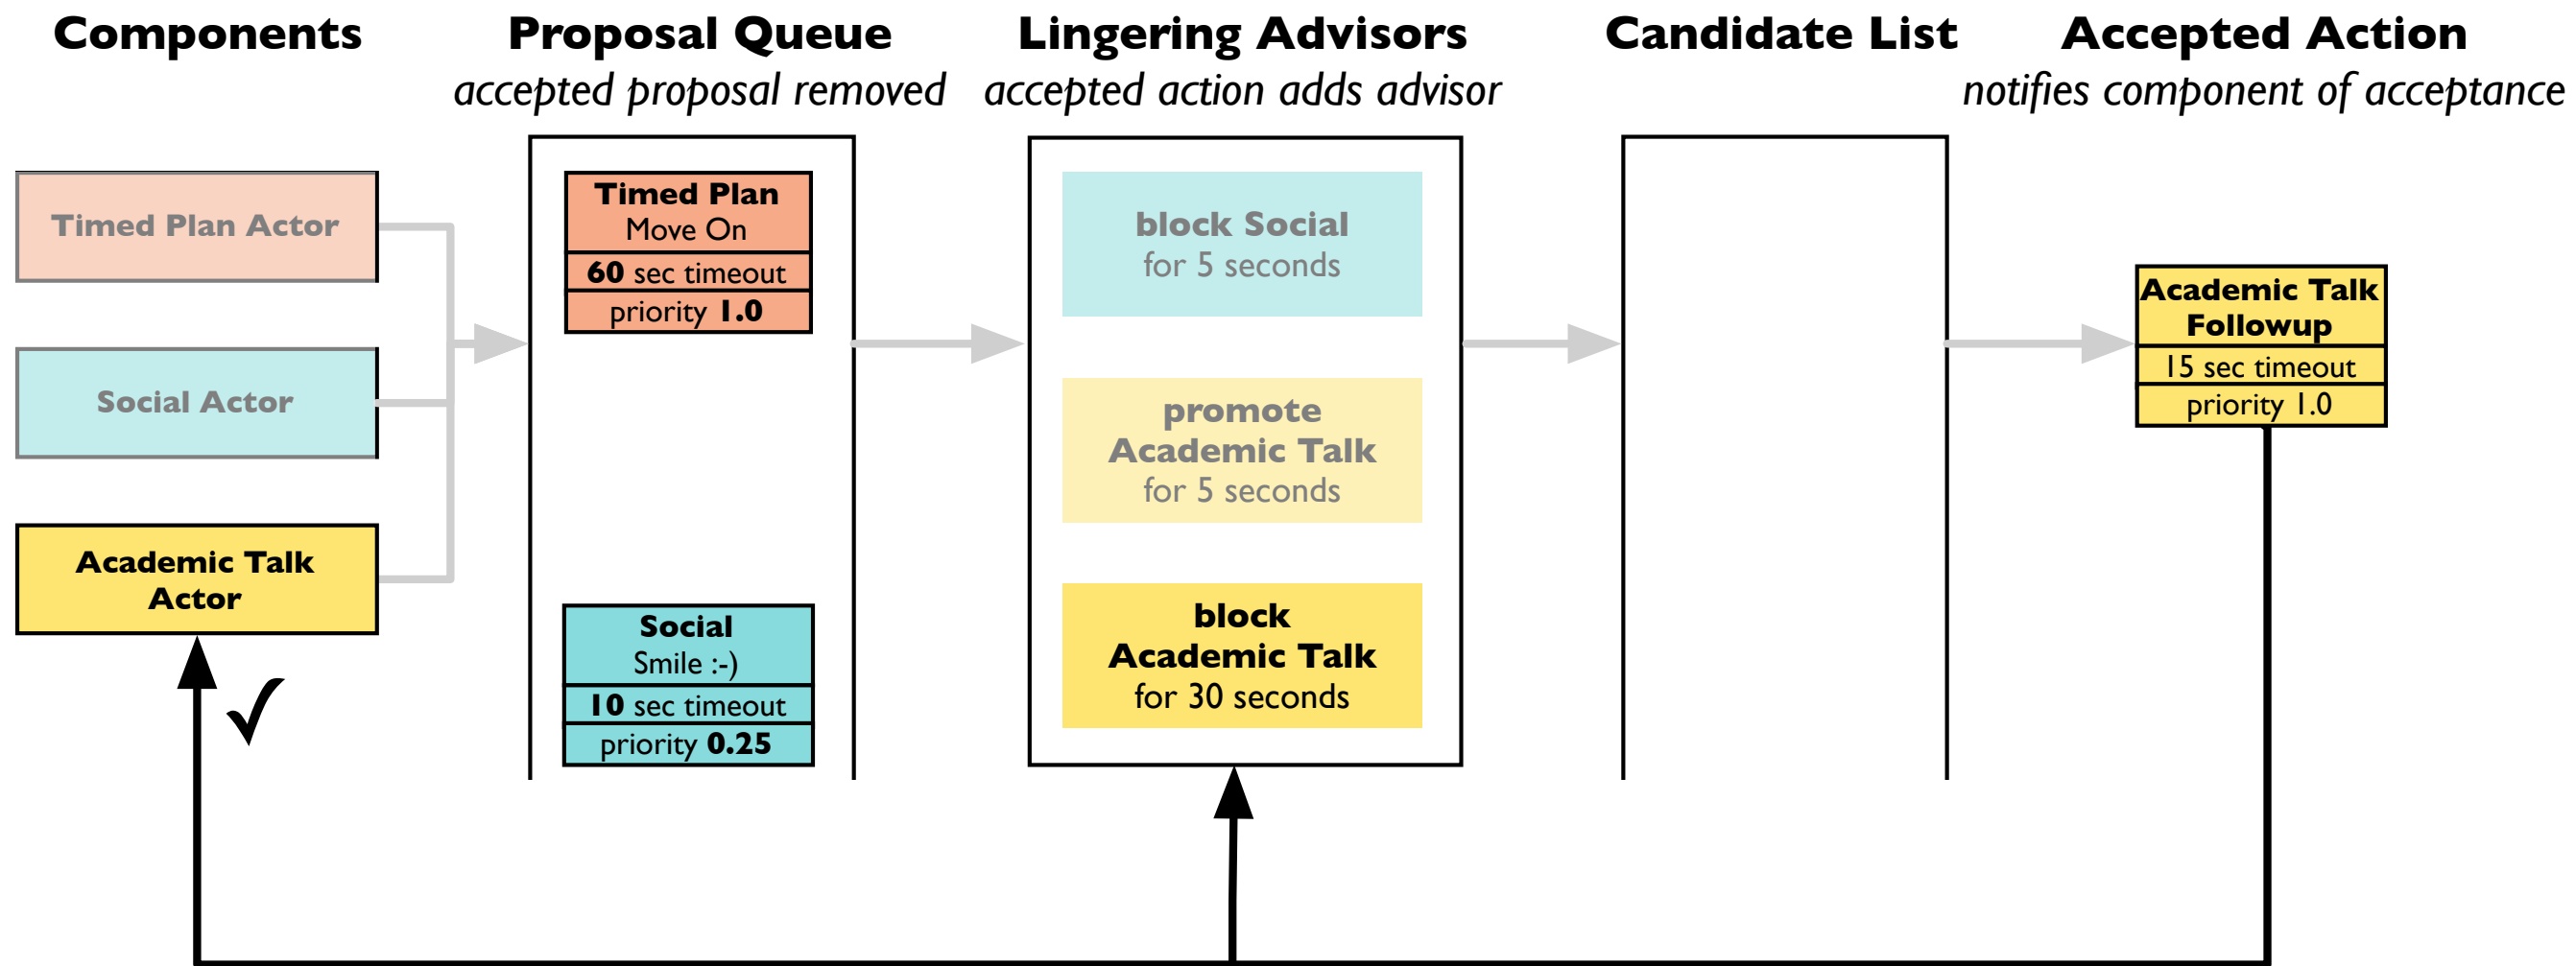 Components
Proposal Queue
accepted proposal removed
Lingering Advisors
accepted action adds advisor
Candidate List
Accepted Action
notifies component of acceptance
Timed Plan Actor
Social Actor
Academic Talk
Actor
Timed Plan
Move On
60 sec timeout
priority 1.0
Social
Smile :-)
10 sec timeout
priority 0.25
block Social
for 5 seconds
promote
Academic Talk
for 5 seconds
block
Academic Talk
for 30 seconds
Academic Talk
Followup
15 sec timeout
priority 1.0